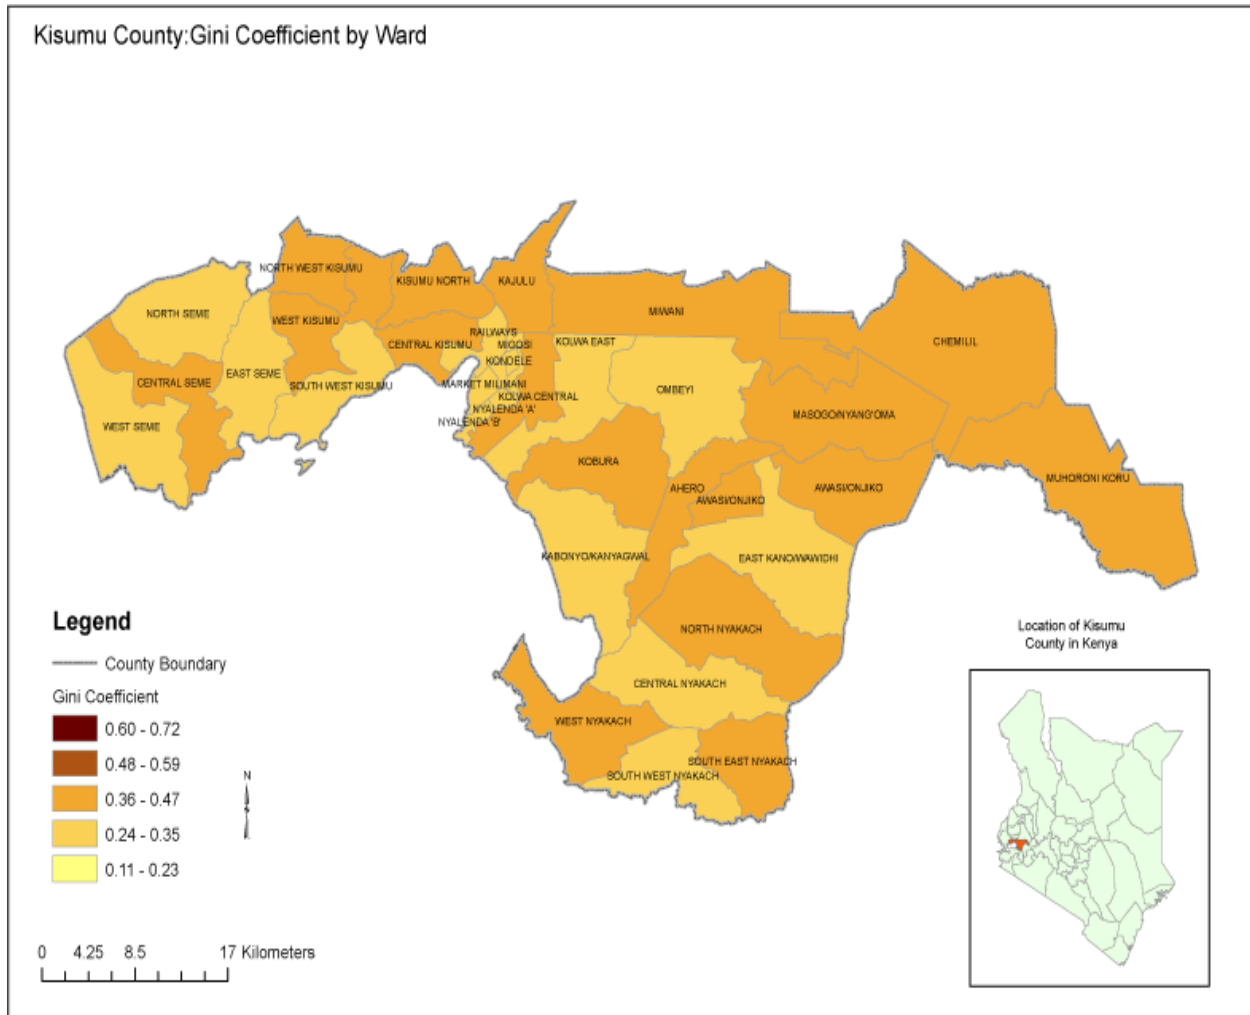 Kisumu County:Gini Coefficient by Ward
NORTH WEST KISUMU
KISUMU NORTH
KAJULU
NORTH SEME
WEST KISUMU
MIWANI
RAILWAYS
CENTRAL KISUMU
MIGOSI
KOLWA EAST
CHEMILIL
KONDELE
EAST SEME
CENTRAL SEME
SOUTH WEST KISUMU
MARKET MILIMANI
OMBEYI
KOLWA CENTRAL
NYALENDA 'A'
MASOGO/NYANG'OMA
WEST SEME
NYALENDA 'B'
KOBURA
MUHORONI KORU
AHERO
AWASI/ONJIKO
AWASI/ONJIKO
KABONYO/KANYAGWAL
EAST KANO/WAWIDHI
NORTH NYAKACH
CENTRAL NYAKACH
WEST NYAKACH
SOUTH EAST NYAKACH
SOUTH WEST NYAKACH
Legend
County Boundary
Gini Coefficient
0.60 - 0.72
0.48 - 0.59
0.36 - 0.47
0.24 - 0.35
0.11 - 0.23
N
0 4.25 8.5 17 Kilometers
Location of Kisumu
County in Kenya